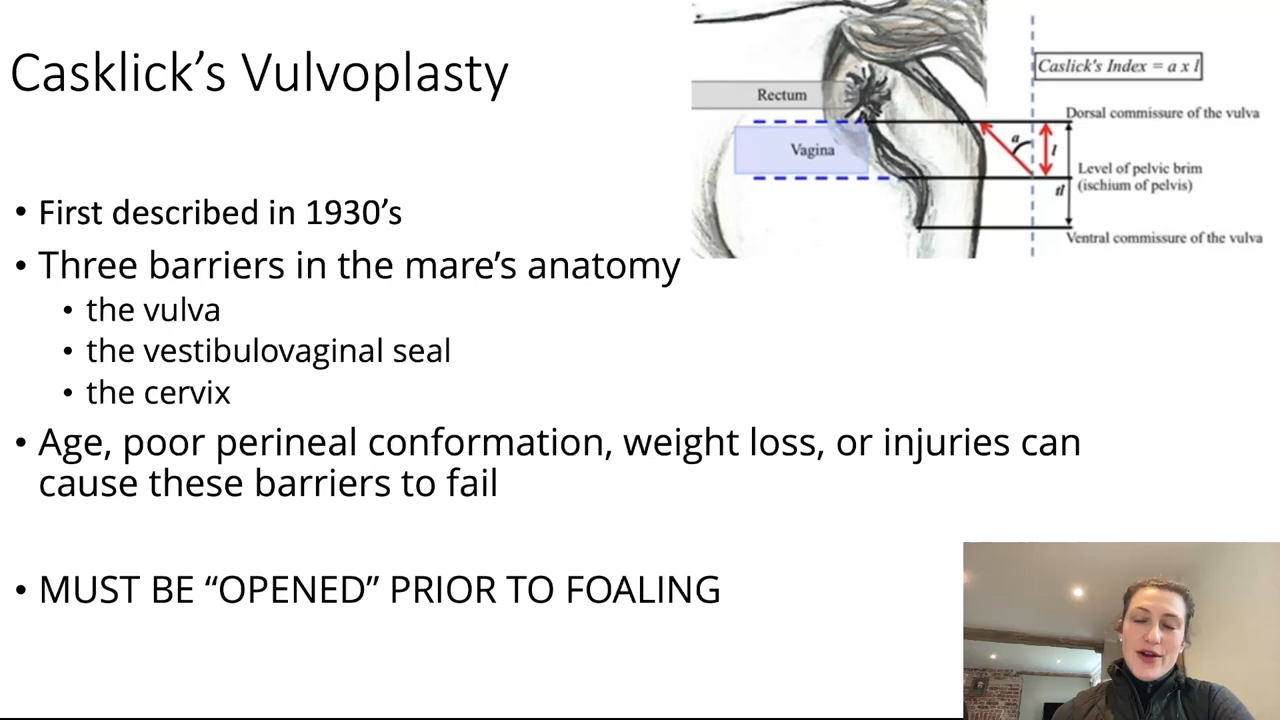 Casklick’s Vulvoplasty
• First described in 1930’s
• Three barriers in the mare’s anatomy
• the vulva
• the vestibulovaginal seal
• the cervix
• Age, poor perineal conformation, weight loss, or injuries can
cause these barriers to fail
• MUST BE “OPENED” PRIOR TO FOALING
Caslick's Index = a x l
Rectum
Dorsal commissure of the vulva
Vagina
a
l
Level of pelvic brim
(ischium of pelvis)
tl
Ventral commissure of the vulva